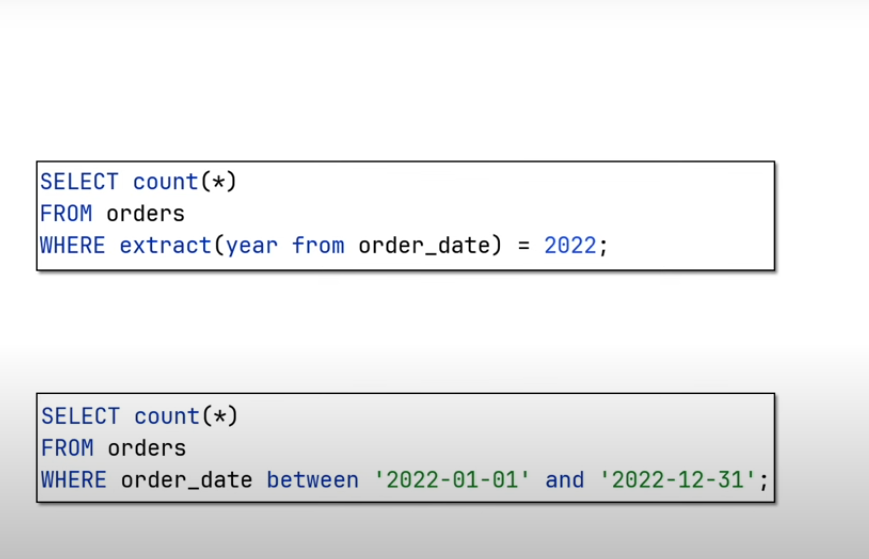 SELECT count(*)
FROM orders
WHERE extract(year from order_date) = 2022;
SELECT count(*)
FROM orders
WHERE order_date between '2022-01-01' and '2022-12-31';